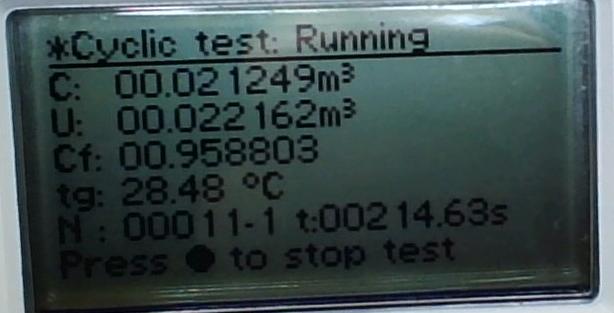 *Cyclic test: Running
C: 00.021249m³
U: 00.022162m³
Cf: 00.958803
tg: 28.48 °C
N : 00011-1 t:00214.63s
Press ● to stop test